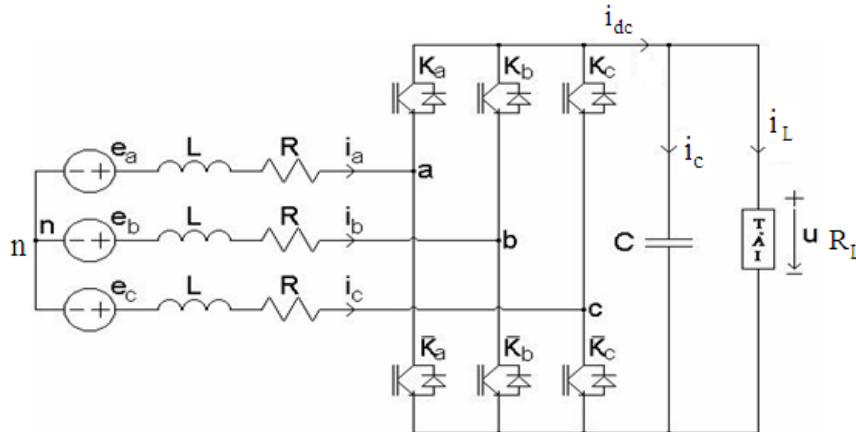 i_dc
K_a K_b K_c
e_a L R i_a a
i_c i_L
n n e_b L R i_b b
C TẢI + u − R_L
e_c L R i_c c
K̄_a K̄_b K̄_c